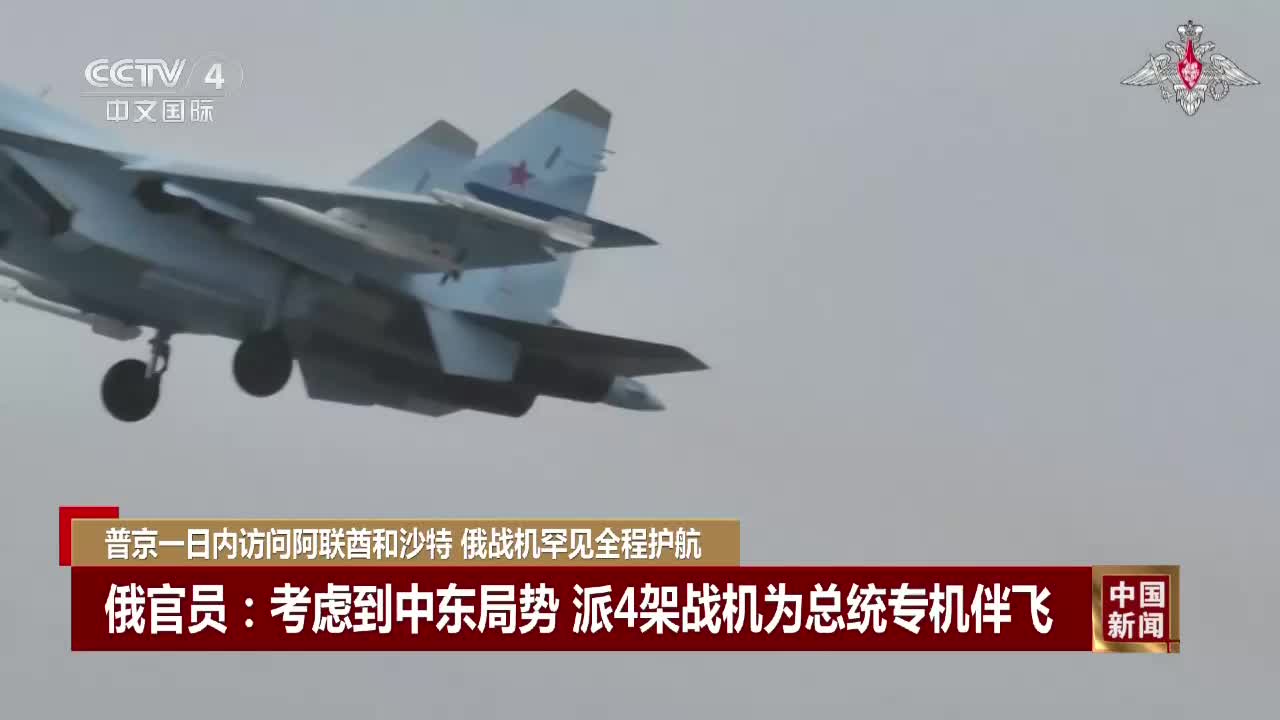 CCTV 4
中文国际
普京一日内访问阿联酋和沙特 俄战机罕见全程护航
俄官员：考虑到中东局势 派4架战机为总统专机伴飞
中国
新闻